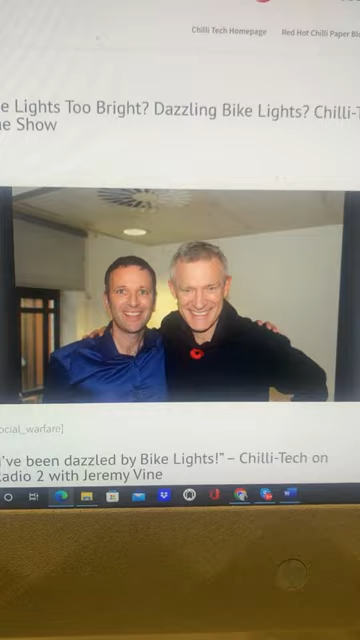 Chilli Tech Homepage Red Hot Chilli Paper
e Lights Too Bright? Dazzling Bike Lights? Chilli-T
e Show
ocial_warfare]
've been dazzled by Bike Lights!" – Chilli-Tech on
adio 2 with Jeremy Vine